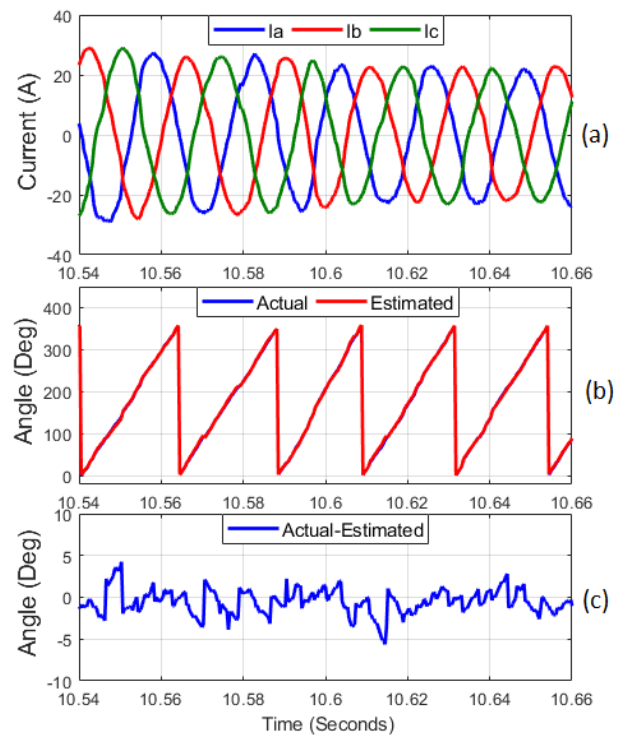 40
Ia Ib Ic
20
0
-20
-40
Current (A)
(a)
10.54 10.56 10.58 10.6 10.62 10.64 10.66
Actual Estimated
400
300
200
100
0
Angle (Deg)
(b)
10.54 10.56 10.58 10.6 10.62 10.64 10.66
10
Actual-Estimated
5
0
-5
-10
Angle (Deg)
(c)
10.54 10.56 10.58 10.6 10.62 10.64 10.66
Time (Seconds)